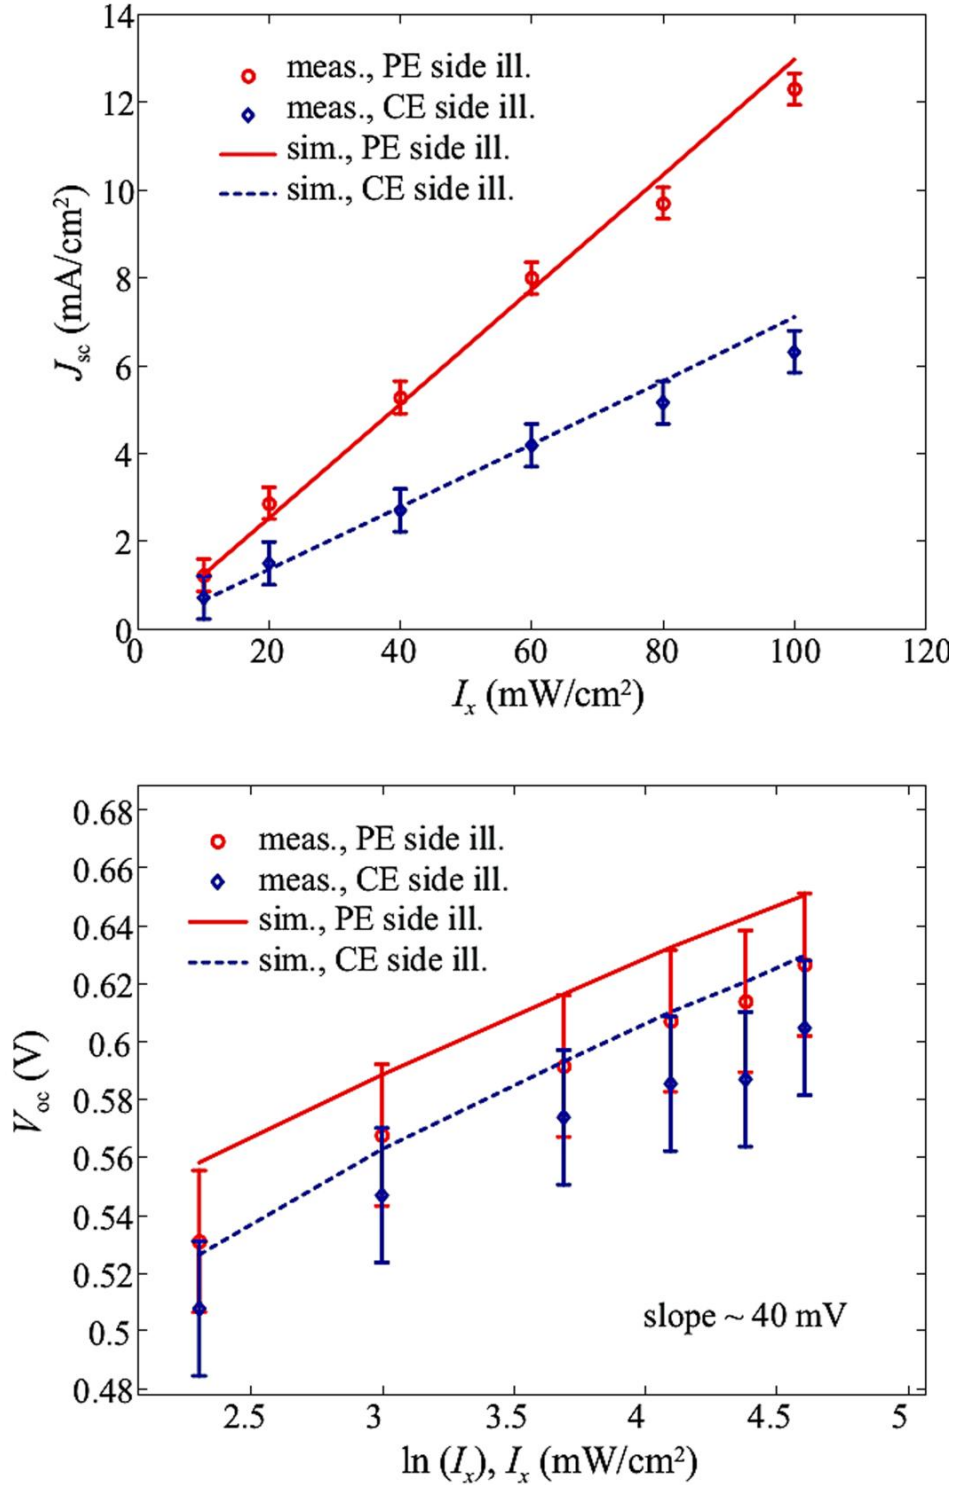 14
12
10
8
6
4
2
0
J_sc (mA/cm²)
meas., PE side ill.
meas., CE side ill.
sim., PE side ill.
sim., CE side ill.
0 20 40 60 80 100 120
I_x (mW/cm²)
0.68
0.66
0.64
0.62
0.6
0.58
0.56
0.54
0.52
0.5
0.48
V_oc (V)
meas., PE side ill.
meas., CE side ill.
sim., PE side ill.
sim., CE side ill.
slope ~ 40 mV
2.5 3 3.5 4 4.5 5
ln (I_x), I_x (mW/cm²)